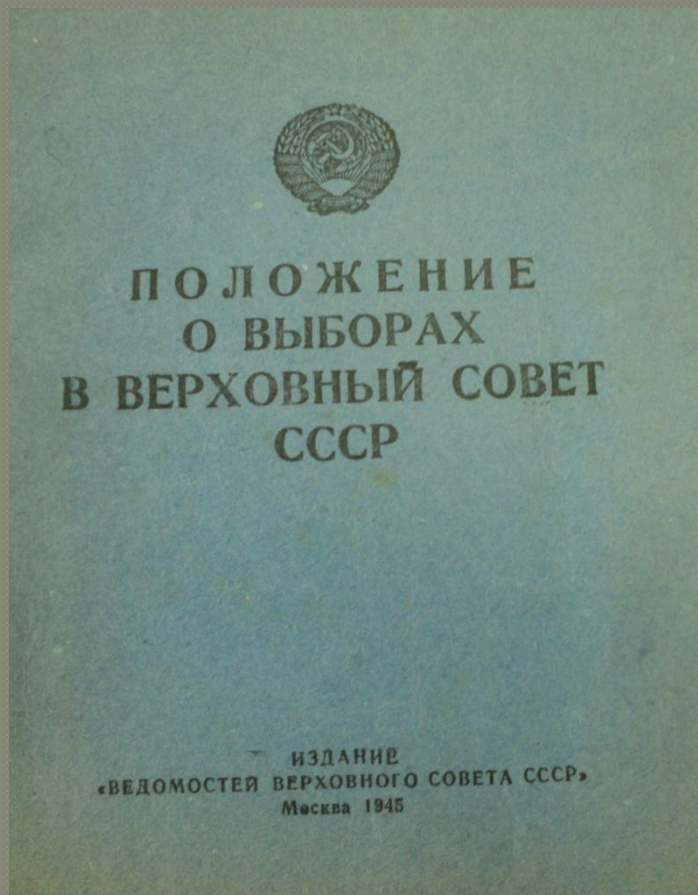 ПОЛОЖЕНИЕ
О ВЫБОРАХ
В ВЕРХОВНЫЙ СОВЕТ
СССР
ИЗДАНИЕ
«ВЕДОМОСТЕЙ ВЕРХОВНОГО СОВЕТА СССР»
Москва 1945